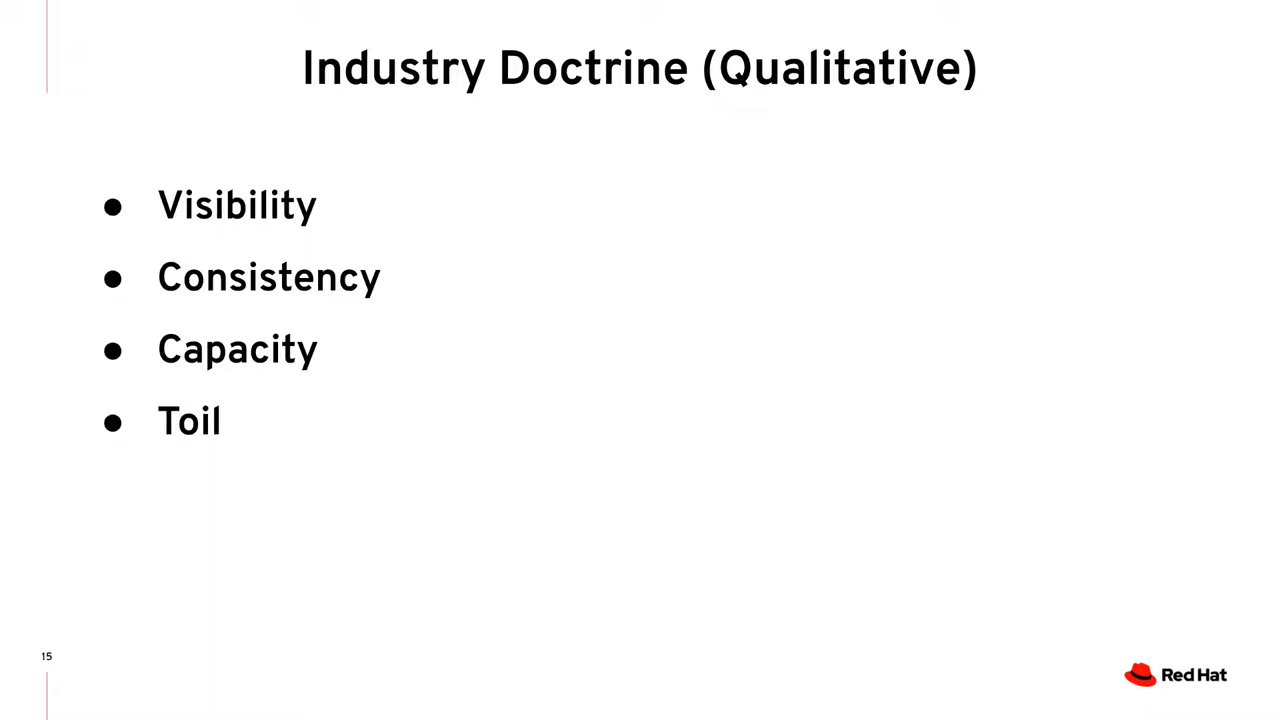 Industry Doctrine (Qualitative)
● Visibility
● Consistency
● Capacity
● Toil
15
Red Hat